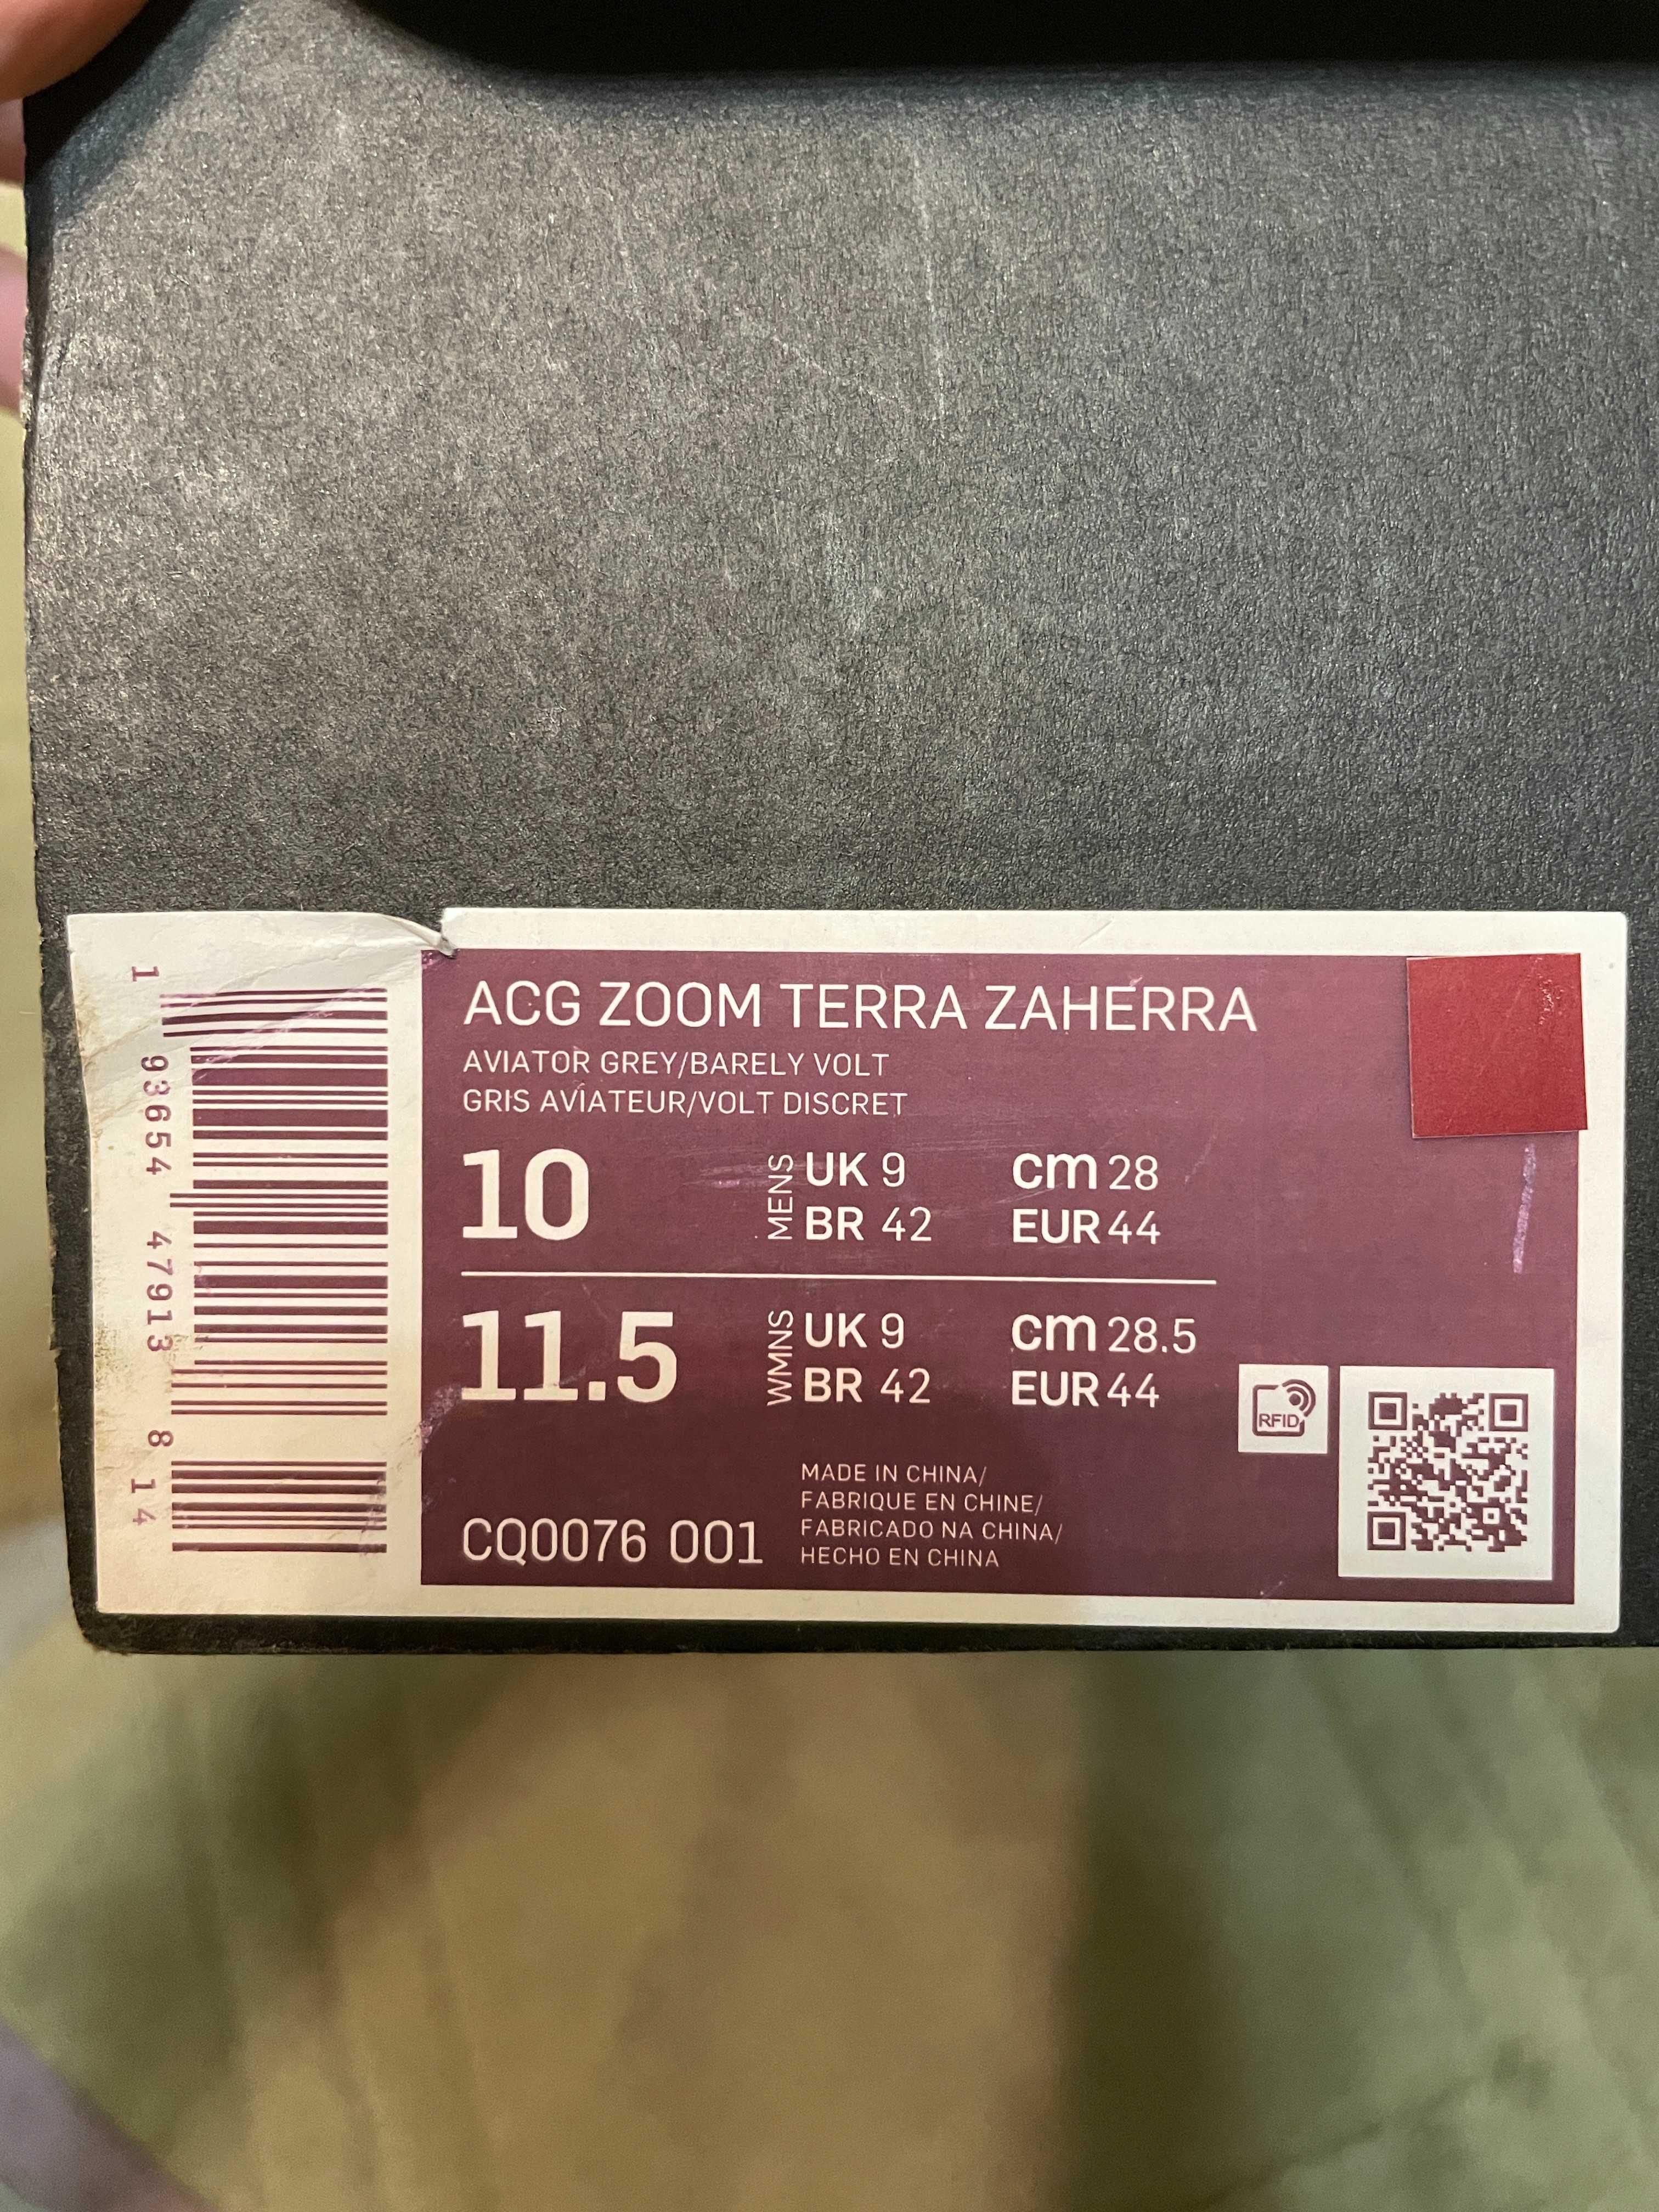 ACG ZOOM TERRA ZAHERRA
AVIATOR GREY/BARELY VOLT
GRIS AVIATEUR/VOLT DISCRET
10 MENS UK 9 cm 28
BR 42 EUR 44
11.5 WMNS UK 9 cm 28.5
BR 42 EUR 44
MADE IN CHINA/
FABRIQUE EN CHINE/
FABRICADO NA CHINA/
HECHO EN CHINA
CQ0076 001
RFID
1 93654 47913 8 14